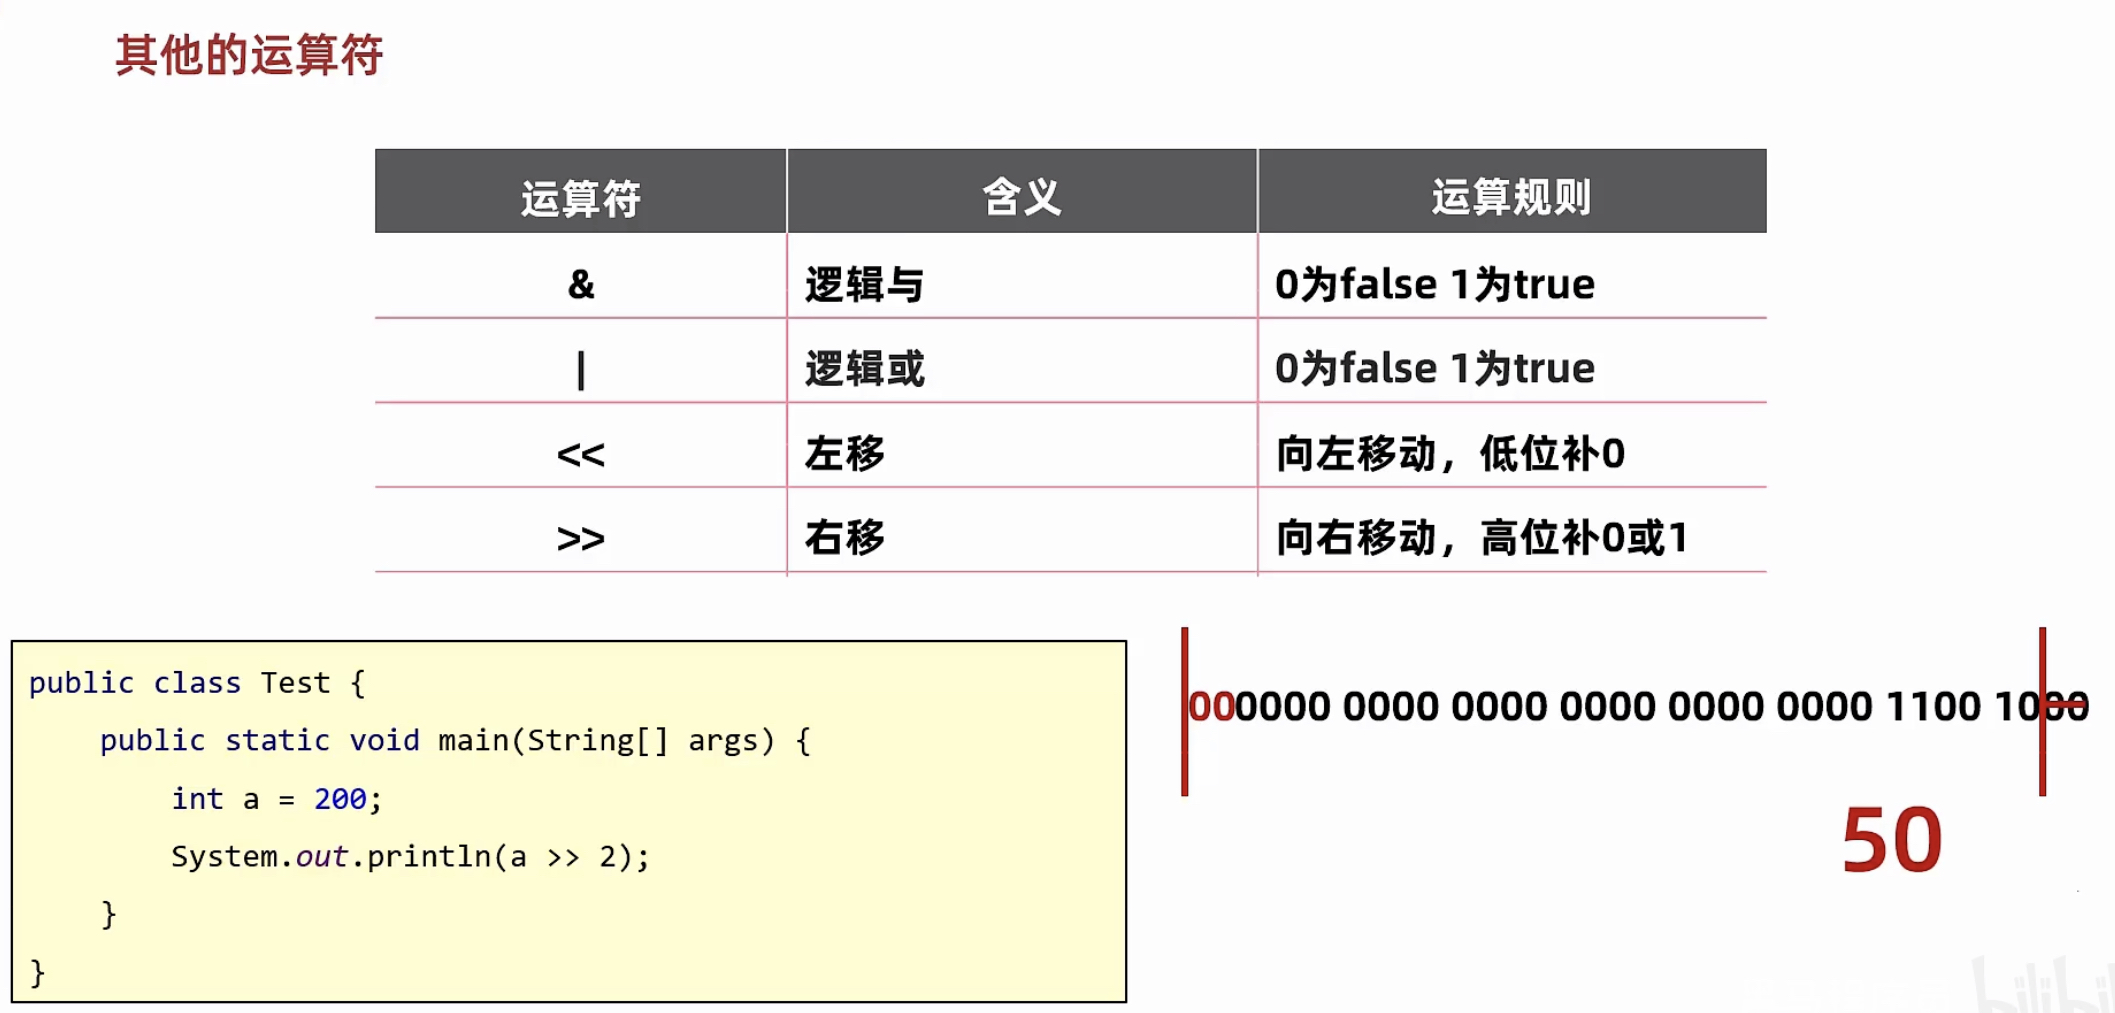 其他的运算符
运算符 含义 运算规则
& 逻辑与 0为false 1为true
| 逻辑或 0为false 1为true
<< 左移 向左移动，低位补0
>> 右移 向右移动，高位补0或1
public class Test {
public static void main(String[] args) {
int a = 200;
System.out.println(a >> 2);
}
}
000000 0000 0000 0000 0000 0000 1100 1000
50
bilibili